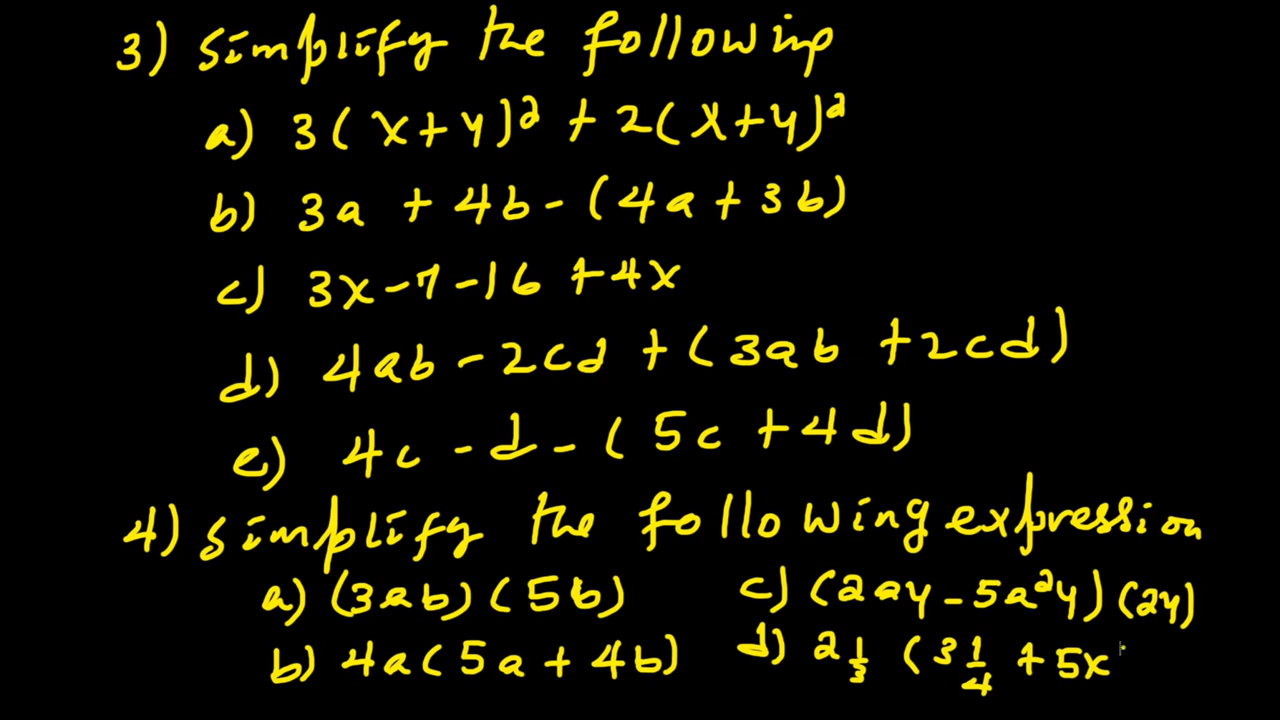 3) simplify the following
a) 3(x+y)² + 2(x+y)²
b) 3a + 4b - (4a + 3b)
c) 3x - 7 - 16 + 4x
d) 4ab - 2cd + (3ab + 2cd)
e) 4c - d - (5c + 4d)
4) simplify the following expression
a) (3ab)(5b) c) (2ay - 5a²y)(2y)
b) 4a(5a + 4b) d) 2⅓ (3¼ + 5x